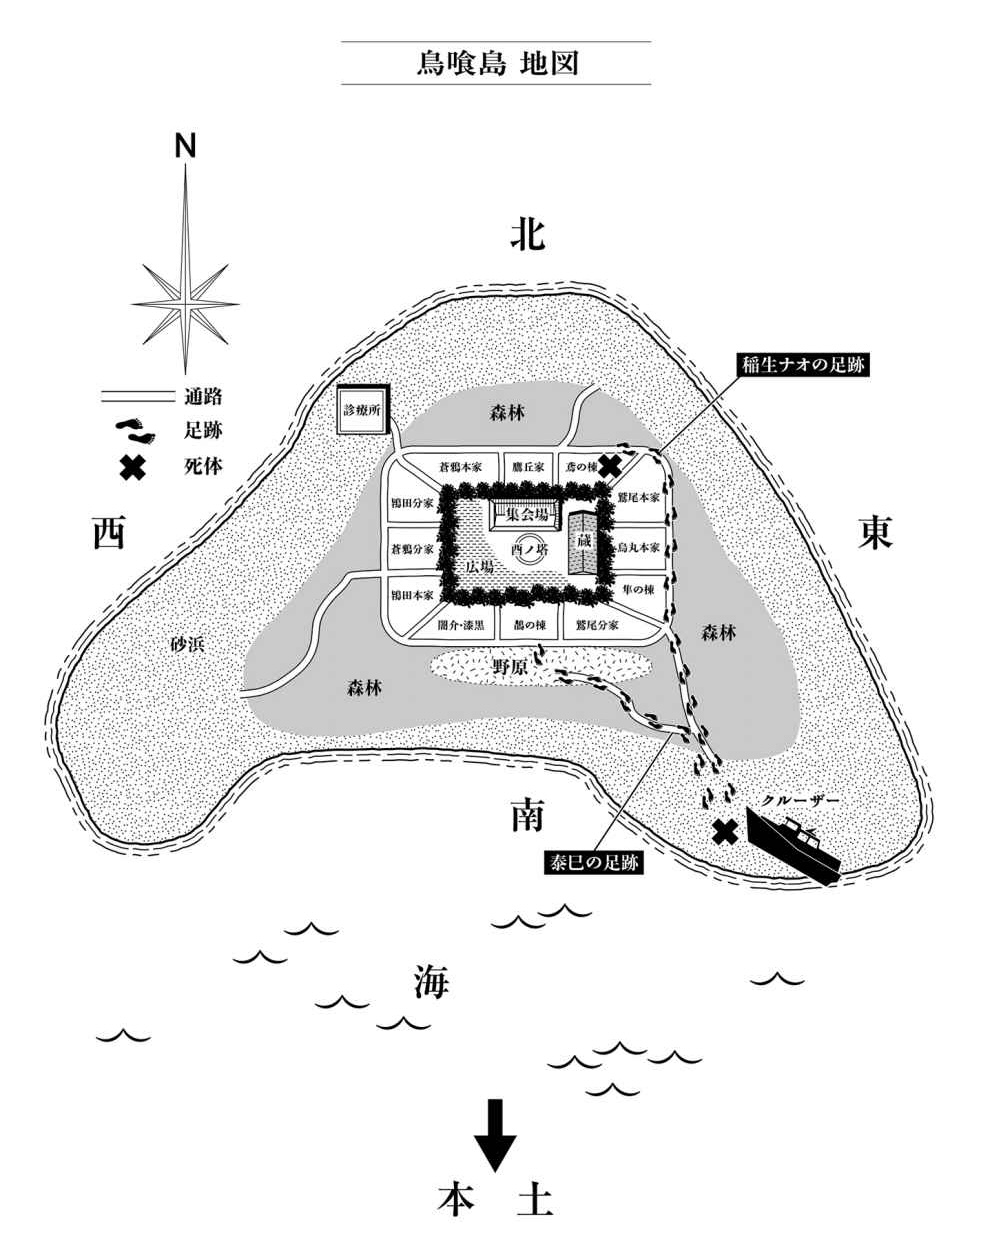 鳥喰島 地図
N
北
稲生ナオの足跡
通路
足跡
死体
診療所
森林
蒼鴉本家
鷹丘家
鳶の棟
鴇田分家
鷲尾本家
集会場
西
東
蔵
蒼鴉分家
酉ノ塔
烏丸本家
広場
鴇田本家
隼の棟
闇介・漆黒
鵲の棟
鷲尾分家
砂浜
森林
野原
森林
南
クルーザー
泰巳の足跡
海
本 土